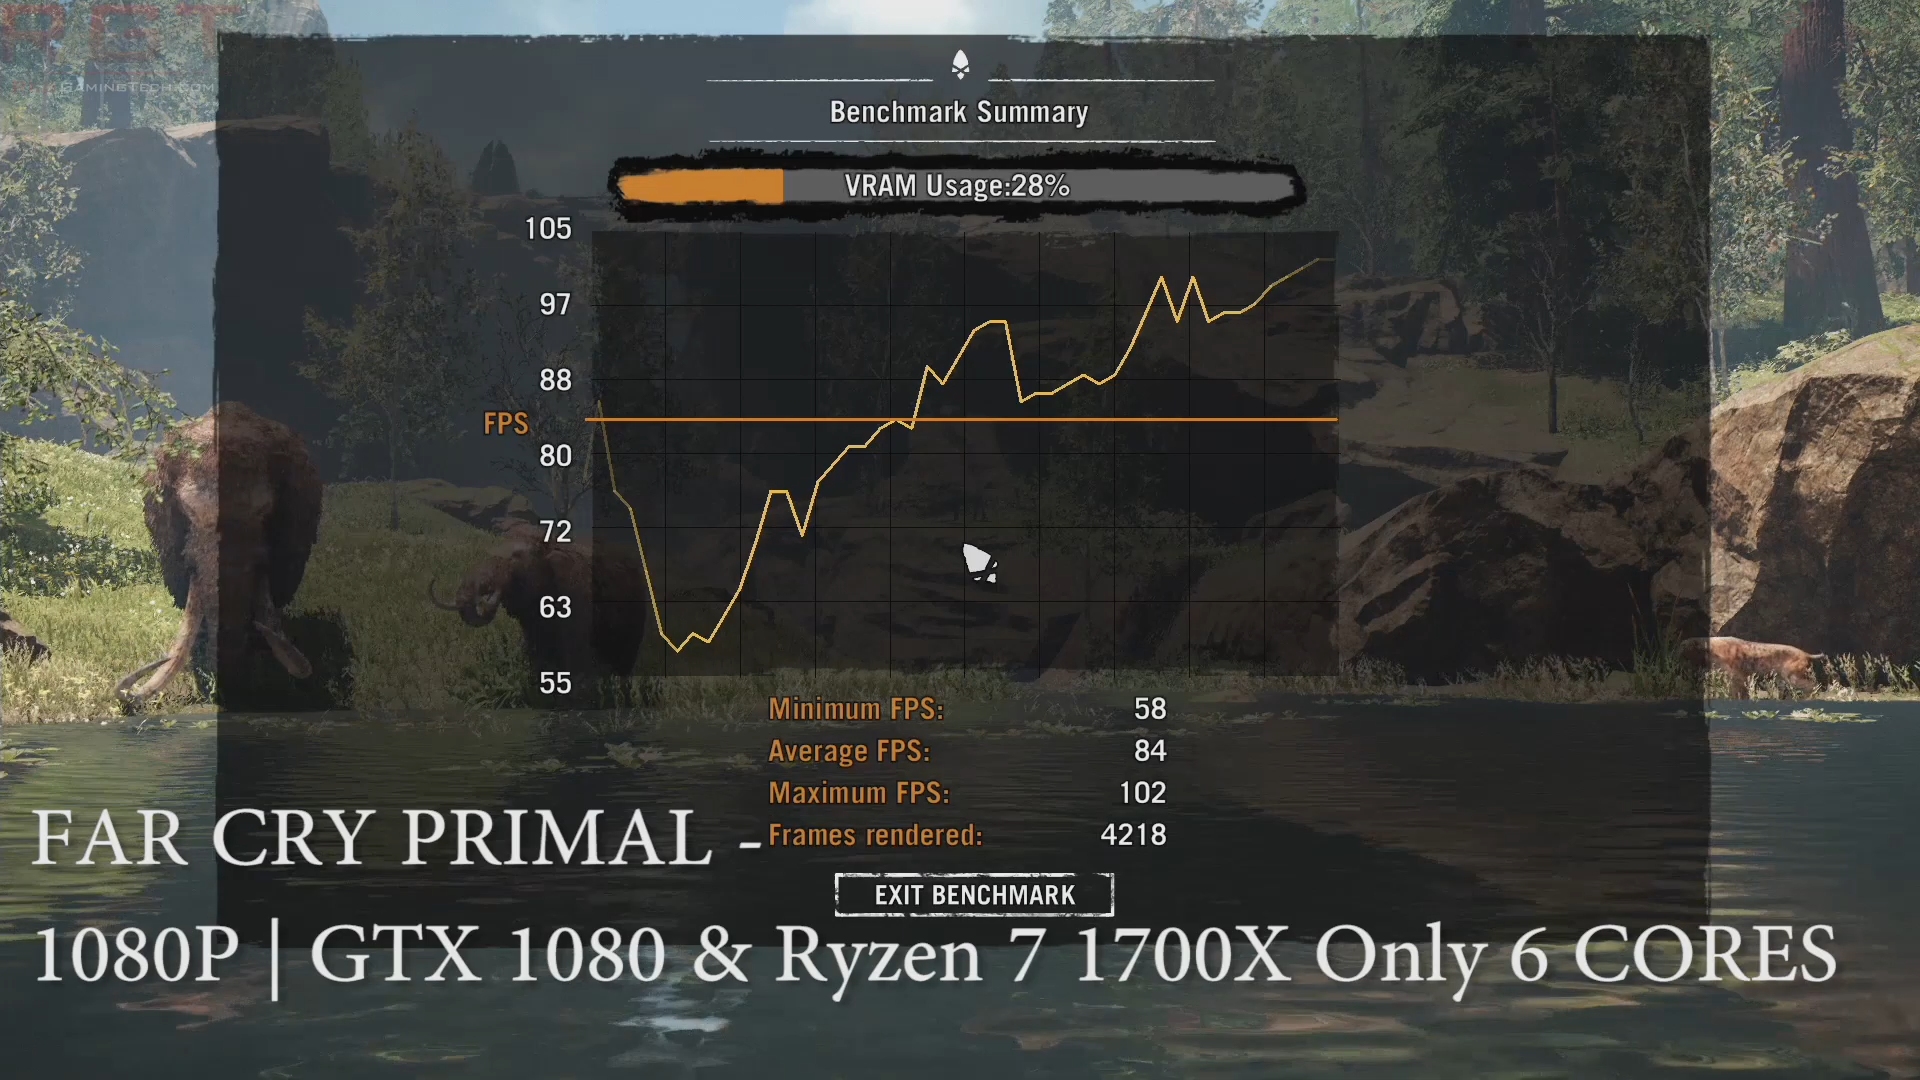 GAMINGTECH.COM
Benchmark Summary
VRAM Usage:28%
105
97
88
FPS
80
72
63
55
Minimum FPS: 58
Average FPS: 84
Maximum FPS: 102
Frames rendered: 4218
EXIT BENCHMARK
FAR CRY PRIMAL -
1080P | GTX 1080 & Ryzen 7 1700X Only 6 CORES